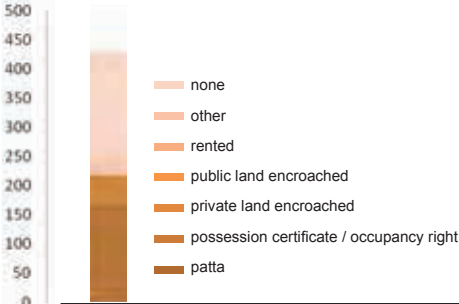 500
450
400
350
300
250
200
150
100
50
0
none
other
rented
public land encroached
private land encroached
possession certificate / occupancy right
patta